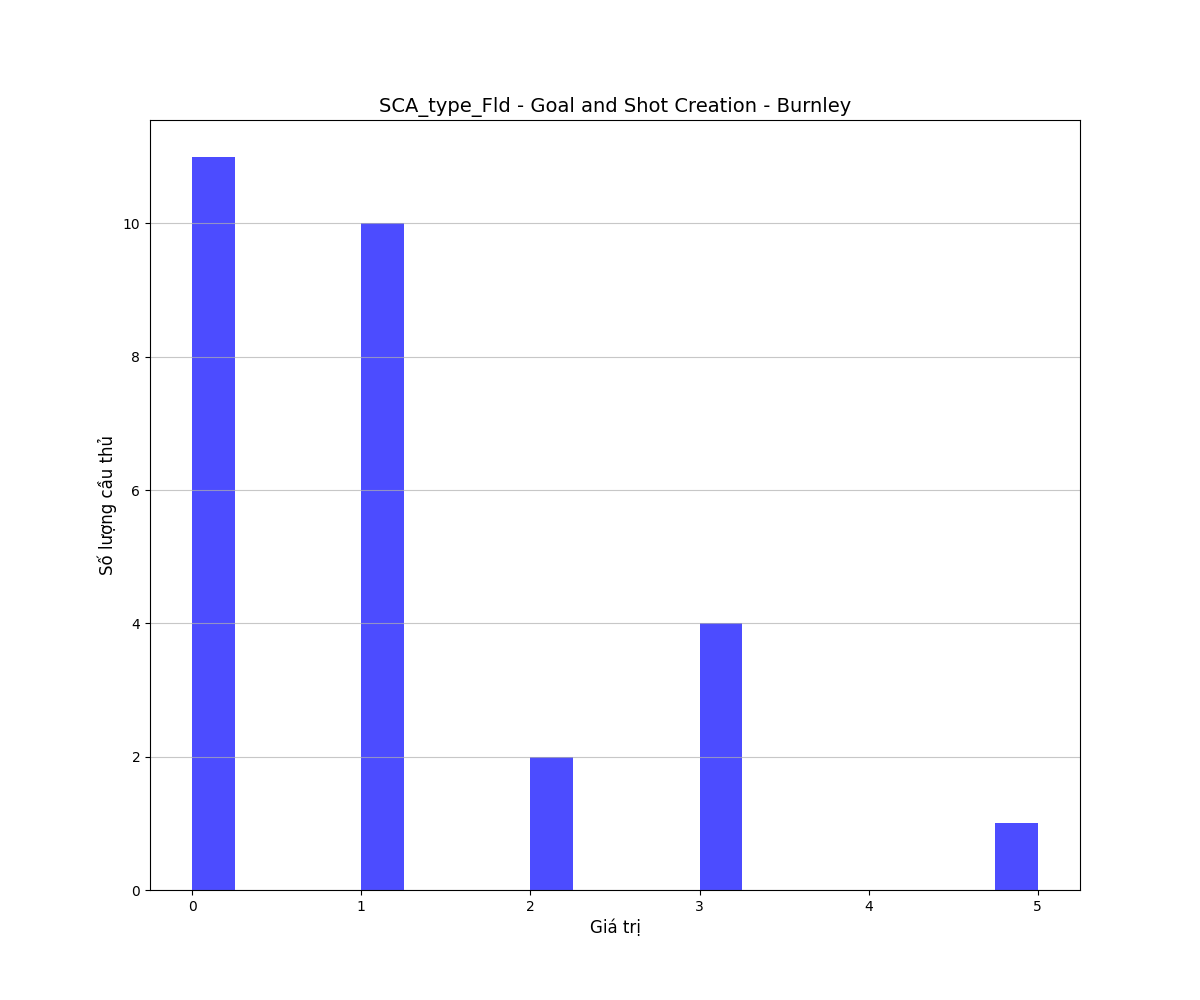 SCA_type_Fld - Goal and Shot Creation - Burnley
Số lượng cầu thủ
10
8
6
4
2
0
0 1 2 3 4 5
Giá trị